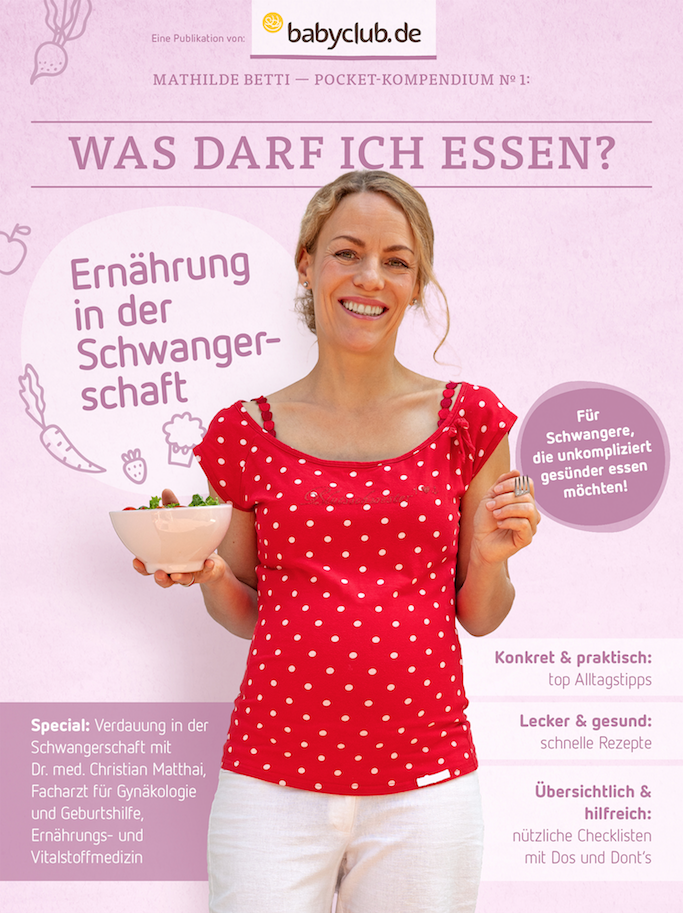 Eine Publikation von:
babyclub.de
MATHILDE BETTI — POCKET-KOMPENDIUM № 1:
WAS DARF ICH ESSEN?
Ernährung
in der
Schwanger-
schaft
Für
Schwangere,
die unkompliziert
gesünder essen
möchten!
Konkret & praktisch:
top Alltagstipps
Lecker & gesund:
schnelle Rezepte
Übersichtlich &
hilfreich:
nützliche Checklisten
mit Dos und Dont's
Special: Verdauung in der
Schwangerschaft mit
Dr. med. Christian Matthai,
Facharzt für Gynäkologie
und Geburtshilfe,
Ernährungs- und
Vitalstoffmedizin